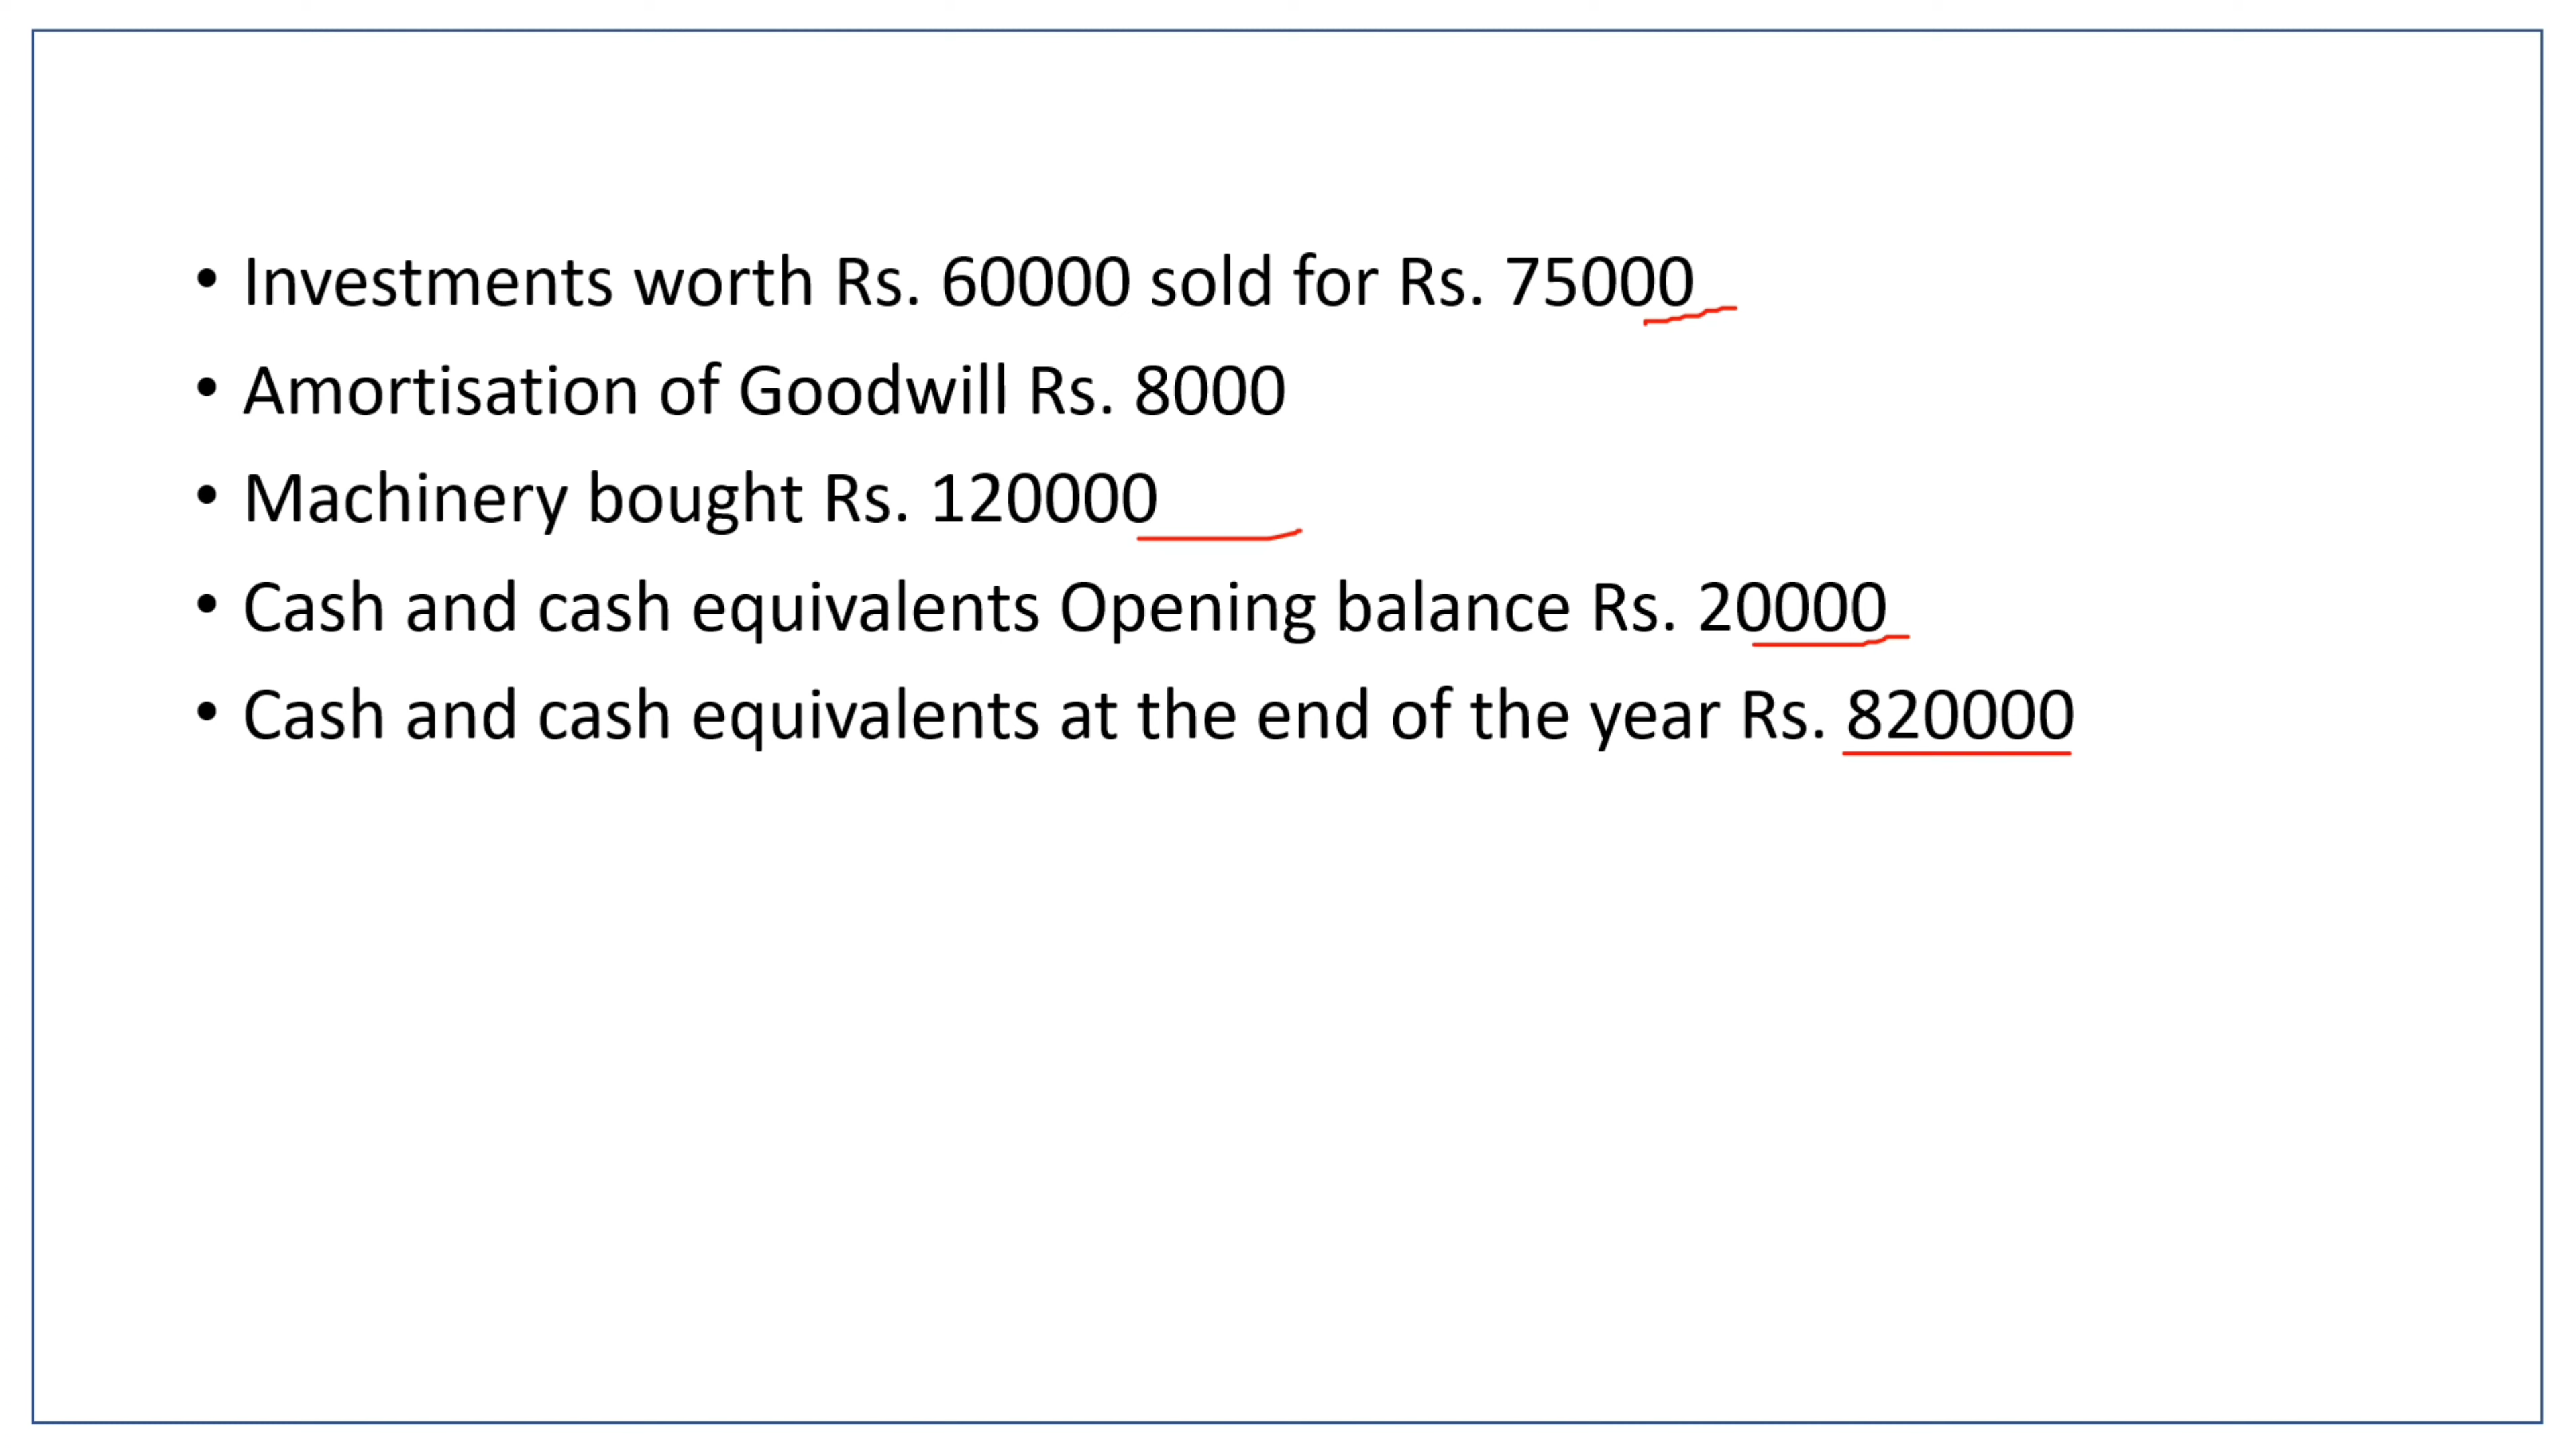 • Investments worth Rs. 60000 sold for Rs. 75000
• Amortisation of Goodwill Rs. 8000
• Machinery bought Rs. 120000
• Cash and cash equivalents Opening balance Rs. 20000
• Cash and cash equivalents at the end of the year Rs. 820000